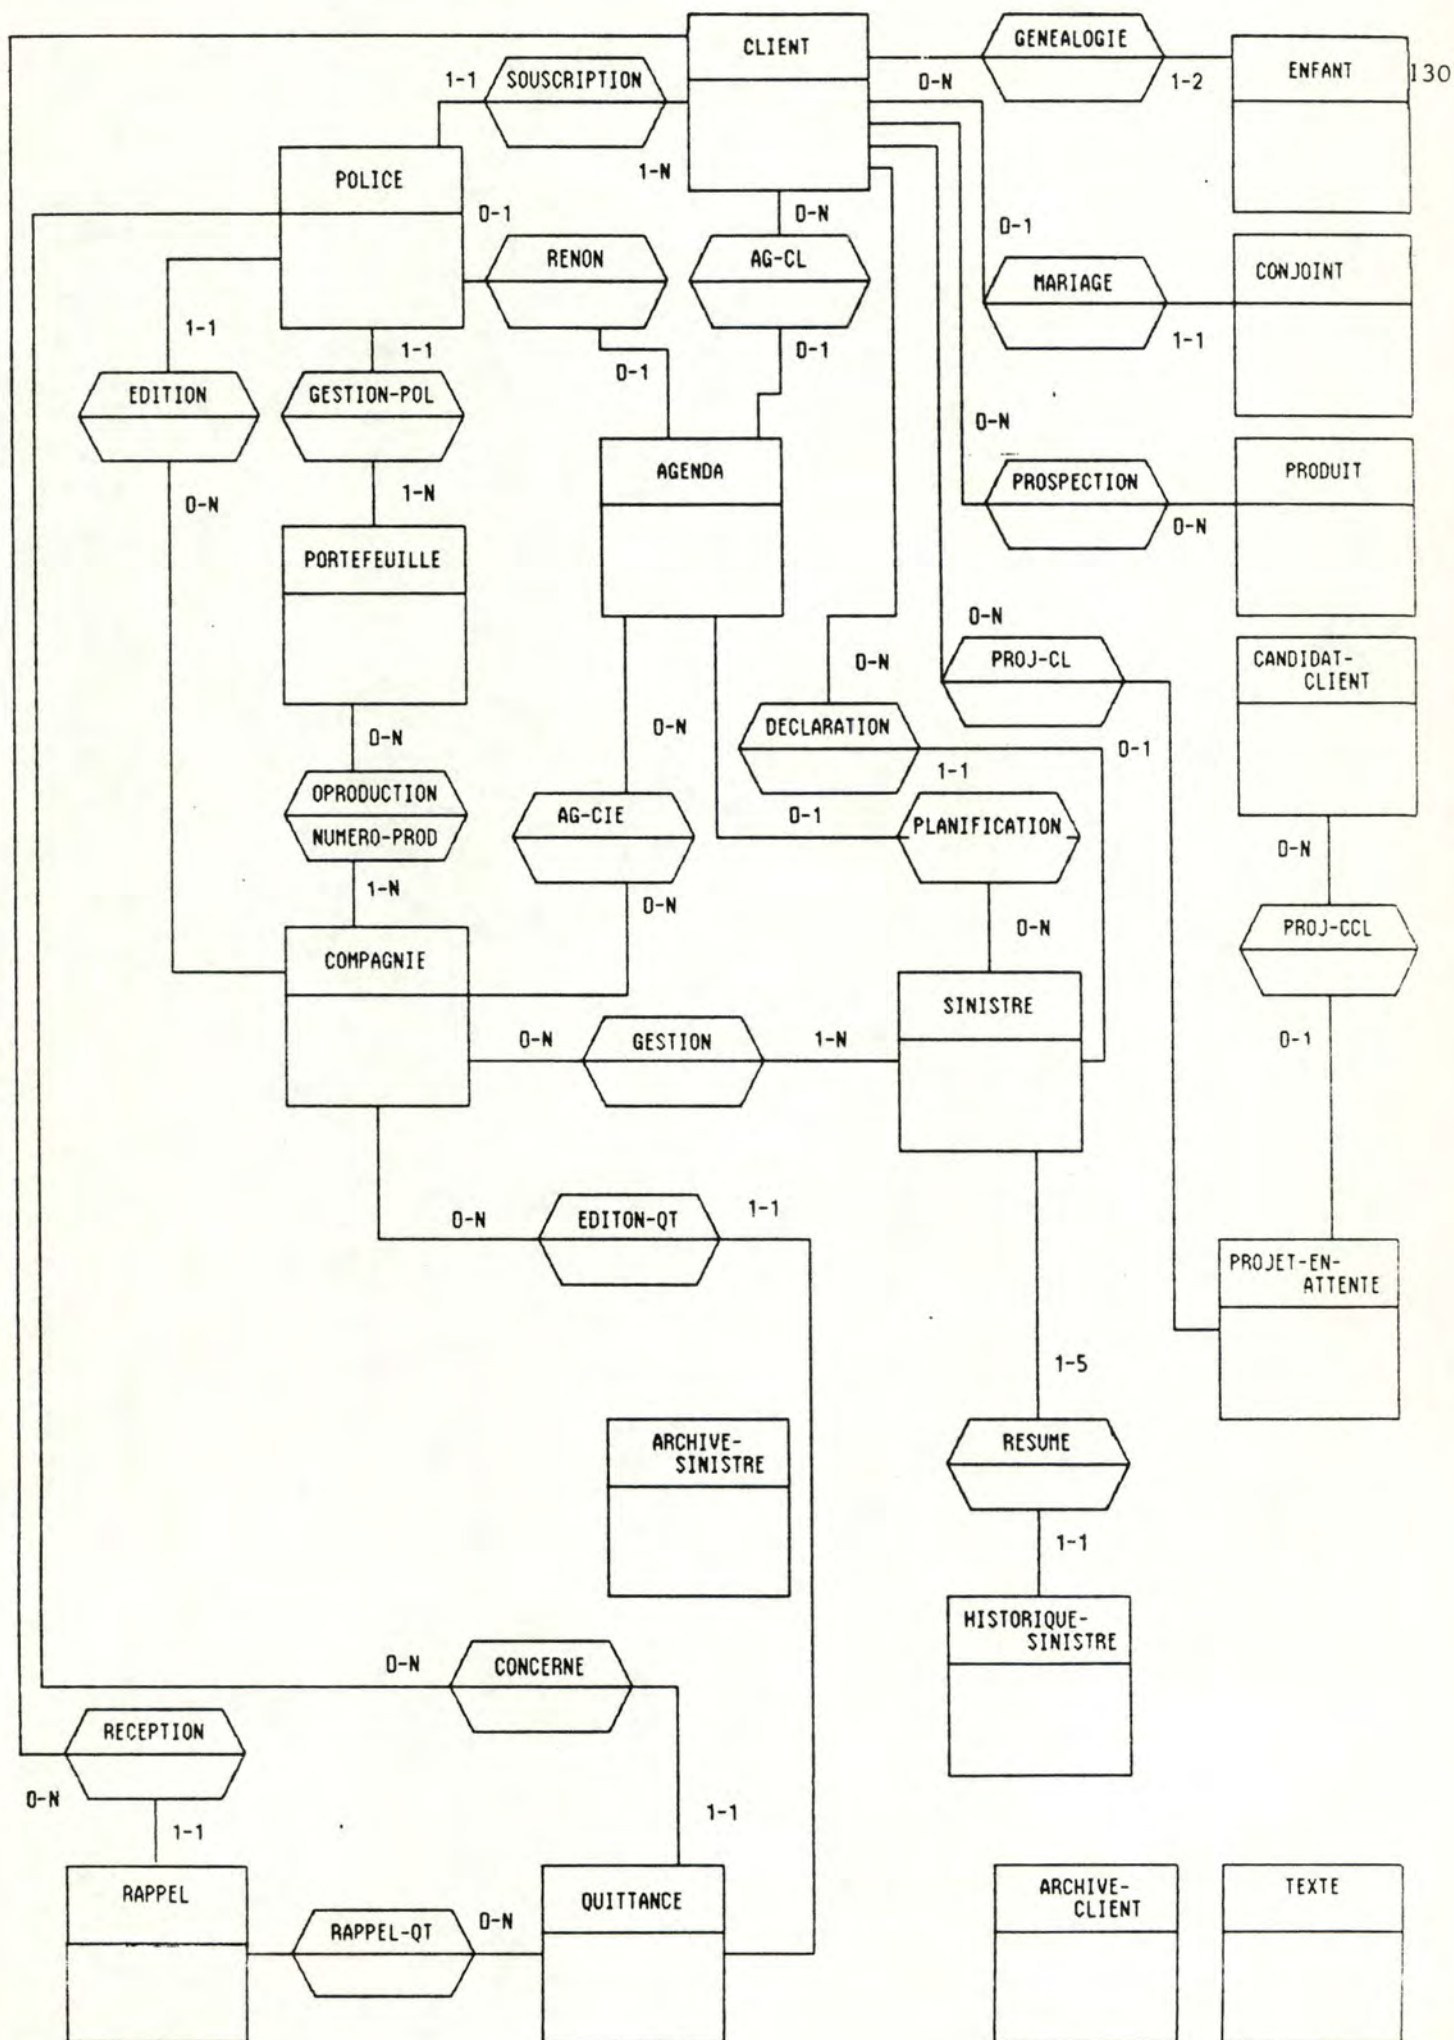 CLIENT
GENEALOGIE
ENFANT
130
1-1
SOUSCRIPTION
0-N
1-2
POLICE
1-N
0-1
0-N
RENON
AG-CL
0-1
CONJOINT
MARIAGE
1-1
1-1
1-1
0-1
0-1
EDITION
GESTION-POL
0-N
AGENDA
PRODUIT
PROSPECTION
0-N
1-N
0-N
PORTEFEUILLE
0-N
PROJ-CL
CANDIDAT-
CLIENT
0-N
0-N
0-N
DECLARATION
0-1
1-1
OPRODUCTION
NUMERO-PROD
AG-CIE
0-1
PLANIFICATION
0-N
1-N
0-N
0-N
PROJ-CCL
COMPAGNIE
SINISTRE
0-N
GESTION
1-N
0-1
0-N
EDITON-QT
1-1
PROJET-EN-
ATTENTE
1-5
ARCHIVE-
SINISTRE
RESUME
1-1
HISTORIQUE-
SINISTRE
0-N
CONCERNE
RECEPTION
0-N
1-1
1-1
RAPPEL
QUITTANCE
ARCHIVE-
CLIENT
TEXTE
RAPPEL-QT
0-N